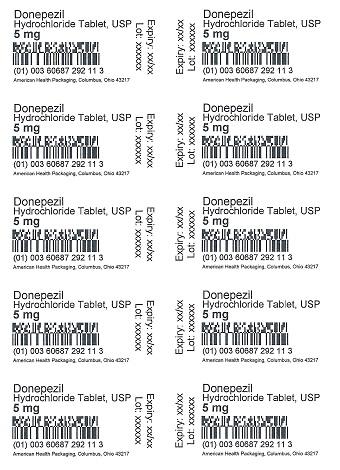 Donepezil
Hydrochloride Tablet, USP
5 mg
(01) 003 60687 292 11 3
American Health Packaging, Columbus, Ohio 43217
Expiry: xx/xx
Lot: xxxxxx
Expiry: xx/xx
Lot: xxxxxx
Donepezil
Hydrochloride Tablet, USP
5 mg
(01) 003 60687 292 11 3
American Health Packaging, Columbus, Ohio 43217
Donepezil
Hydrochloride Tablet, USP
5 mg
(01) 003 60687 292 11 3
American Health Packaging, Columbus, Ohio 43217
Expiry: xx/xx
Lot: xxxxxx
Expiry: xx/xx
Lot: xxxxxx
Donepezil
Hydrochloride Tablet, USP
5 mg
(01) 003 60687 292 11 3
American Health Packaging, Columbus, Ohio 43217
Donepezil
Hydrochloride Tablet, USP
5 mg
(01) 003 60687 292 11 3
American Health Packaging, Columbus, Ohio 43217
Expiry: xx/xx
Lot: xxxxxx
Expiry: xx/xx
Lot: xxxxxx
Donepezil
Hydrochloride Tablet, USP
5 mg
(01) 003 60687 292 11 3
American Health Packaging, Columbus, Ohio 43217
Donepezil
Hydrochloride Tablet, USP
5 mg
(01) 003 60687 292 11 3
American Health Packaging, Columbus, Ohio 43217
Expiry: xx/xx
Lot: xxxxxx
Expiry: xx/xx
Lot: xxxxxx
Donepezil
Hydrochloride Tablet, USP
5 mg
(01) 003 60687 292 11 3
American Health Packaging, Columbus, Ohio 43217
Donepezil
Hydrochloride Tablet, USP
5 mg
(01) 003 60687 292 11 3
American Health Packaging, Columbus, Ohio 43217
Expiry: xx/xx
Lot: xxxxxx
Expiry: xx/xx
Lot: xxxxxx
Donepezil
Hydrochloride Tablet, USP
5 mg
(01) 003 60687 292 11 3
American Health Packaging, Columbus, Ohio 43217